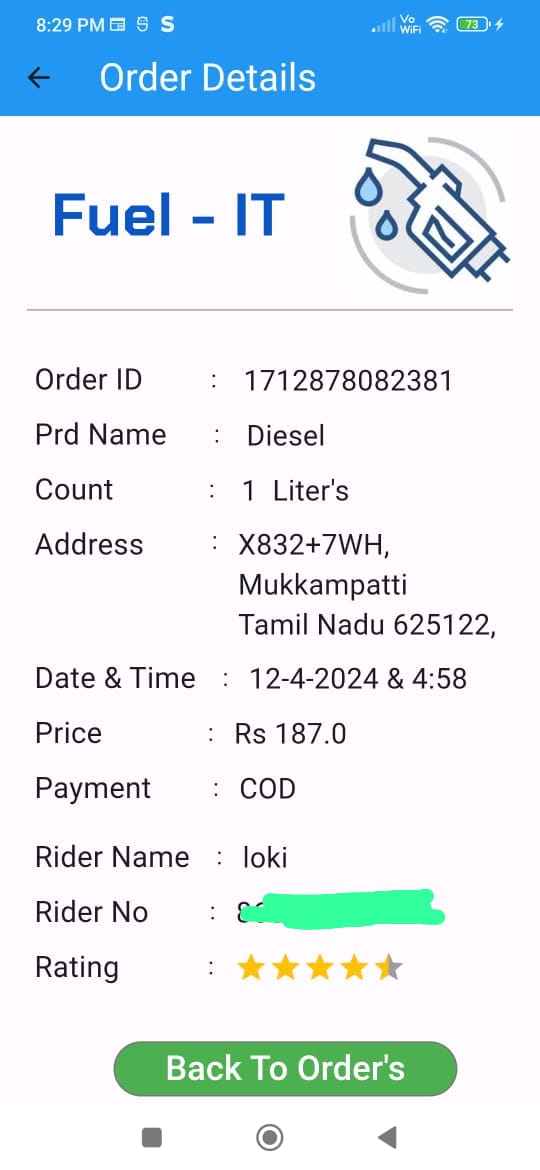 8:29 PM
Vo
WiFi
73
Order Details
Fuel - IT
Order ID : 1712878082381
Prd Name : Diesel
Count : 1 Liter's
Address : X832+7WH,
Mukkampatti
Tamil Nadu 625122,
Date & Time : 12-4-2024 & 4:58
Price : Rs 187.0
Payment : COD
Rider Name : loki
Rider No :
Rating :
Back To Order's